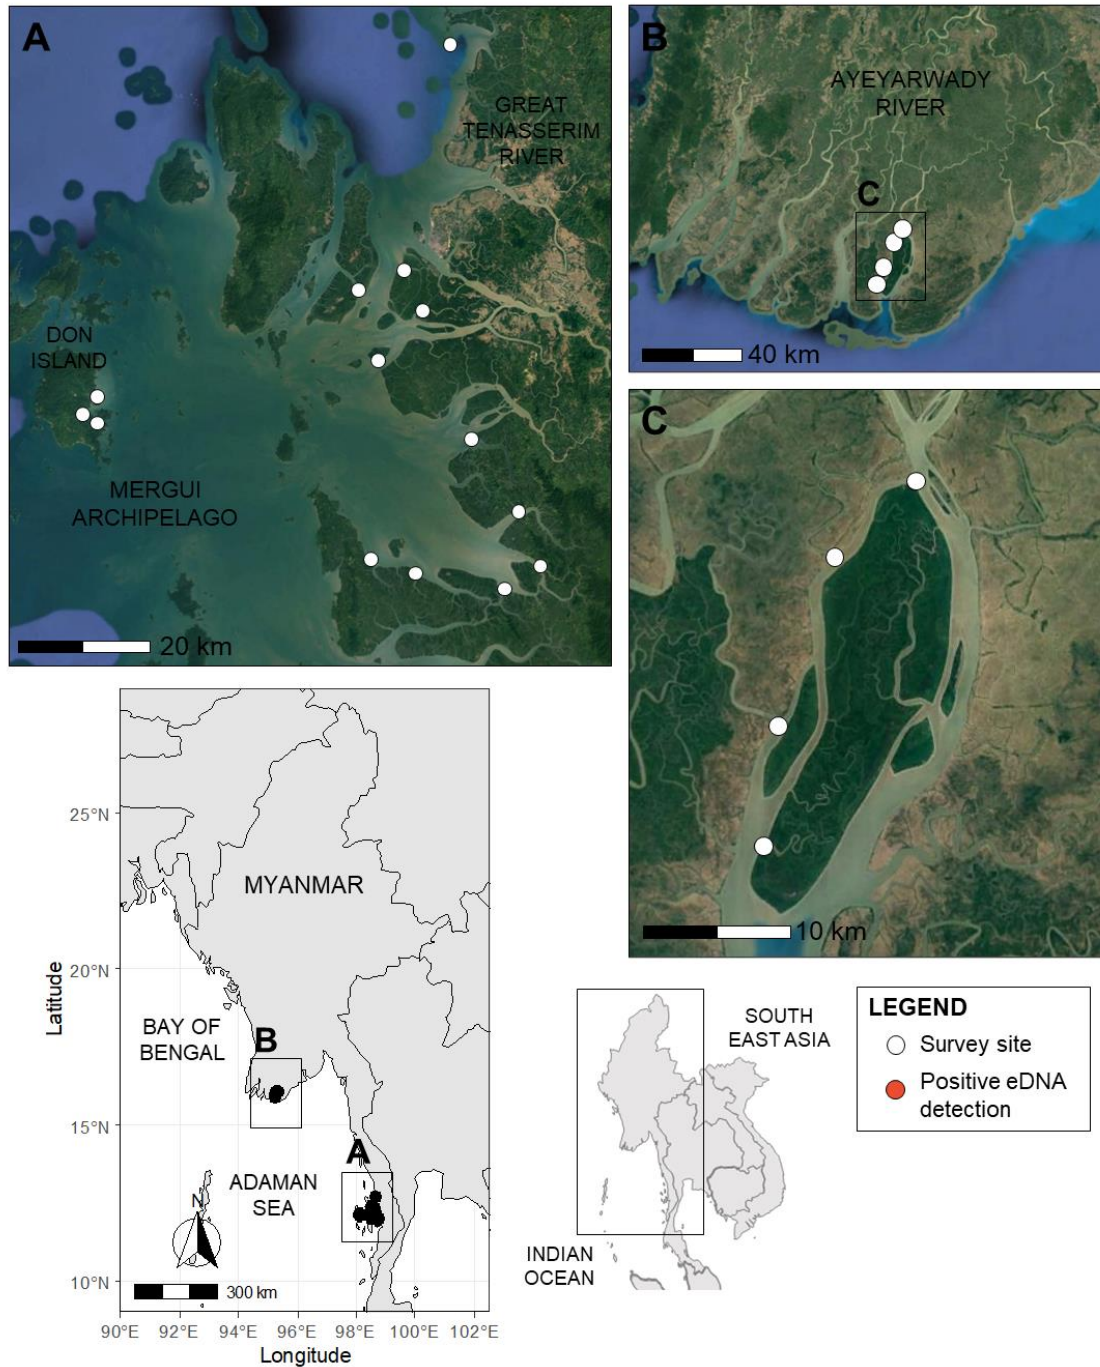 A
GREAT
TENASSERIM
RIVER
DON
ISLAND
MERGUI
ARCHIPELAGO
20 km
B
AYEYARWADY
RIVER
C
40 km
C
10 km
25°N
20°N
15°N
10°N
Latitude
MYANMAR
BAY OF
BENGAL
B
A
ADAMAN
SEA
N
300 km
90°E 92°E 94°E 96°E 98°E 100°E 102°E
Longitude
SOUTH
EAST ASIA
INDIAN
OCEAN
LEGEND
Survey site
Positive eDNA
detection